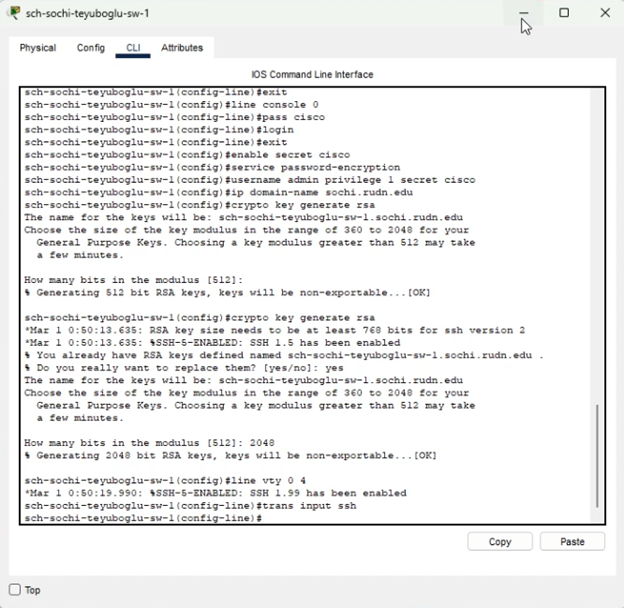 sch-sochi-teyuboglu-sw-1
Physical Config CLI Attributes
IOS Command Line Interface
sch-sochi-teyuboglu-sw-1(config-line)#exit
sch-sochi-teyuboglu-sw-1(config)#line console 0
sch-sochi-teyuboglu-sw-1(config-line)#pass cisco
sch-sochi-teyuboglu-sw-1(config-line)#login
sch-sochi-teyuboglu-sw-1(config-line)#exit
sch-sochi-teyuboglu-sw-1(config)#enable secret cisco
sch-sochi-teyuboglu-sw-1(config)#service password-encryption
sch-sochi-teyuboglu-sw-1(config)#username admin privilege 1 secret cisco
sch-sochi-teyuboglu-sw-1(config)#ip domain-name sochi.rudn.edu
sch-sochi-teyuboglu-sw-1(config)#crypto key generate rsa
The name for the keys will be: sch-sochi-teyuboglu-sw-1.sochi.rudn.edu
Choose the size of the key modulus in the range of 360 to 2048 for your
General Purpose Keys. Choosing a key modulus greater than 512 may take
a few minutes.
How many bits in the modulus [512]:
% Generating 512 bit RSA keys, keys will be non-exportable...[OK]
sch-sochi-teyuboglu-sw-1(config)#crypto key generate rsa
*Mar 1 0:50:13.635: RSA key size needs to be at least 768 bits for ssh version 2
*Mar 1 0:50:13.635: %SSH-5-ENABLED: SSH 1.5 has been enabled
% You already have RSA keys defined named sch-sochi-teyuboglu-sw-1.sochi.rudn.edu .
% Do you really want to replace them? [yes/no]: yes
The name for the keys will be: sch-sochi-teyuboglu-sw-1.sochi.rudn.edu
Choose the size of the key modulus in the range of 360 to 2048 for your
General Purpose Keys. Choosing a key modulus greater than 512 may take
a few minutes.
How many bits in the modulus [512]: 2048
% Generating 2048 bit RSA keys, keys will be non-exportable...[OK]
sch-sochi-teyuboglu-sw-1(config)#line vty 0 4
*Mar 1 0:50:19.990: %SSH-5-ENABLED: SSH 1.99 has been enabled
sch-sochi-teyuboglu-sw-1(config-line)#trans input ssh
sch-sochi-teyuboglu-sw-1(config-line)#
Copy Paste
Top